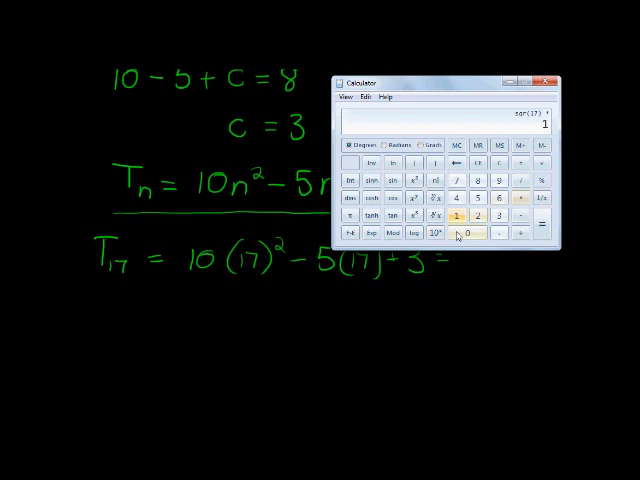 10 - 5 + C = 8
C = 3
Tn = 10n² - 5n
T17 = 10(17)² - 5(17) + 3 =
Calculator
View Edit Help
sqr(17) *
1
Degrees Radians Grads MC MR MS M+ M-
Inv ln ( ) ← CE C ± √
Int sinh sin x² n! 7 8 9 / %
dms cosh cos xʸ ʸ√x 4 5 6 * 1/x
π tanh tan x³ ³√x 1 2 3 - =
F-E Exp Mod log 10ˣ 0 . +